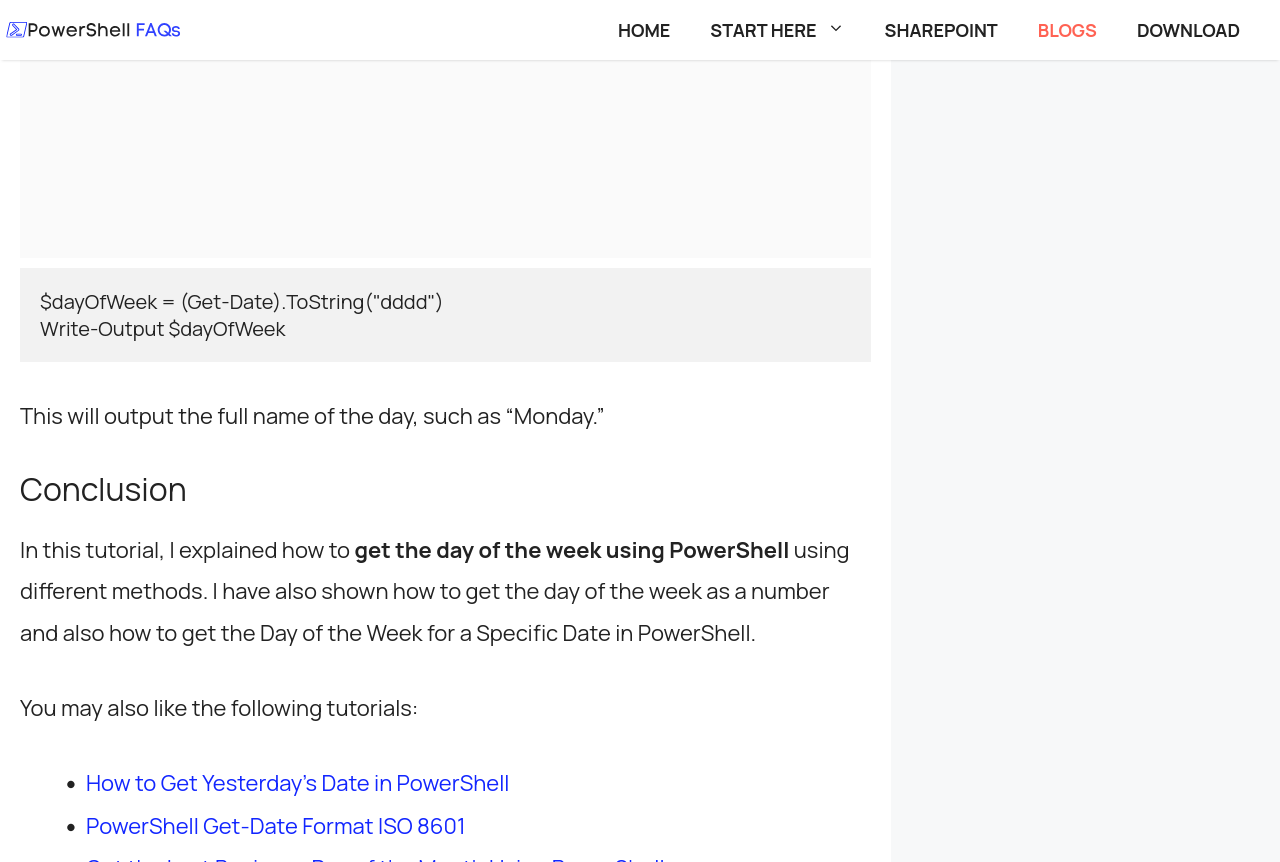 PowerShell FAQs
HOME
START HERE
SHAREPOINT
BLOGS
DOWNLOAD
$dayOfWeek = (Get-Date).ToString("dddd")
Write-Output $dayOfWeek
This will output the full name of the day, such as “Monday.”
Conclusion
In this tutorial, I explained how to get the day of the week using PowerShell using
different methods. I have also shown how to get the day of the week as a number
and also how to get the Day of the Week for a Specific Date in PowerShell.
You may also like the following tutorials:
• How to Get Yesterday’s Date in PowerShell
• PowerShell Get-Date Format ISO 8601